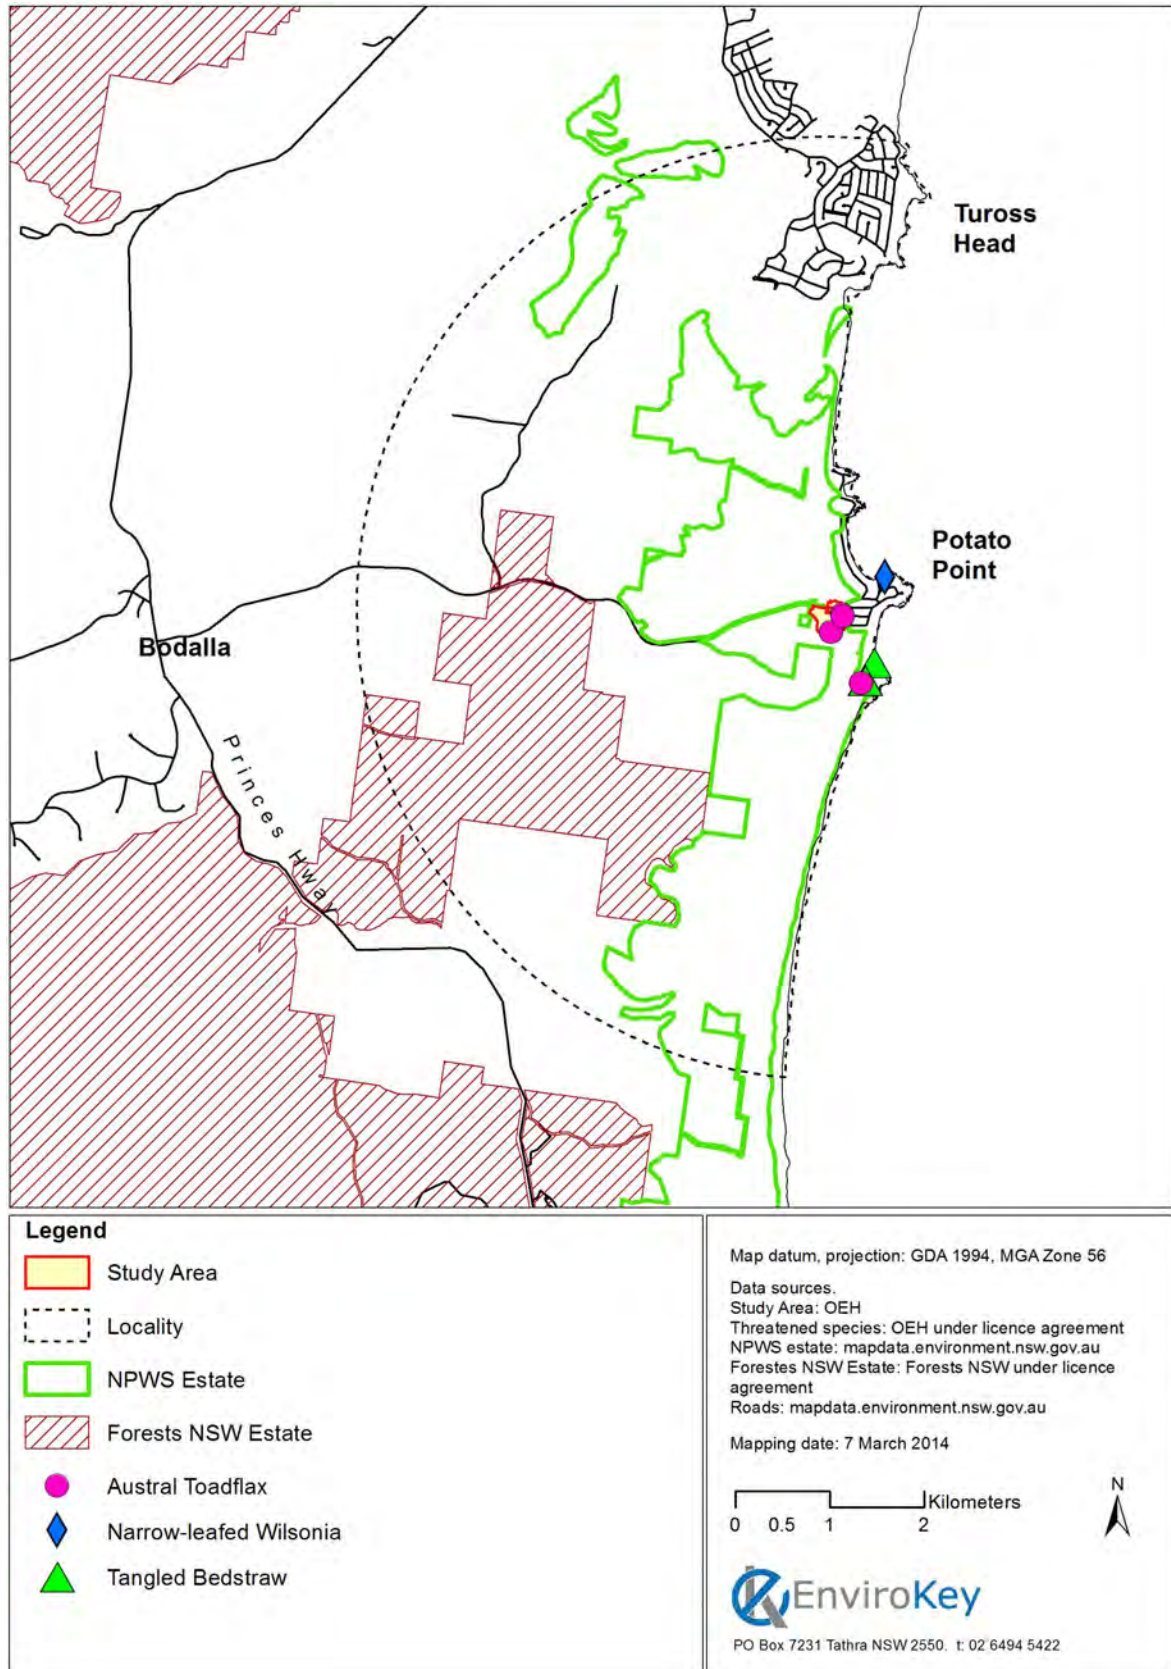 Tuross
Head
Potato
Point
Bodalla
Princes Hway
Legend
Study Area
Locality
NPWS Estate
Forests NSW Estate
Austral Toadflax
Narrow-leafed Wilsonia
Tangled Bedstraw
Map datum, projection: GDA 1994, MGA Zone 56
Data sources.
Study Area: OEH
Threatened species: OEH under licence agreement
NPWS estate: mapdata.environment.nsw.gov.au
Forestes NSW Estate: Forests NSW under licence
agreement
Roads: mapdata.environment.nsw.gov.au
Mapping date: 7 March 2014
Kilometers
0 0.5 1 2
N
EnviroKey
PO Box 7231 Tathra NSW 2550. t: 02 6494 5422